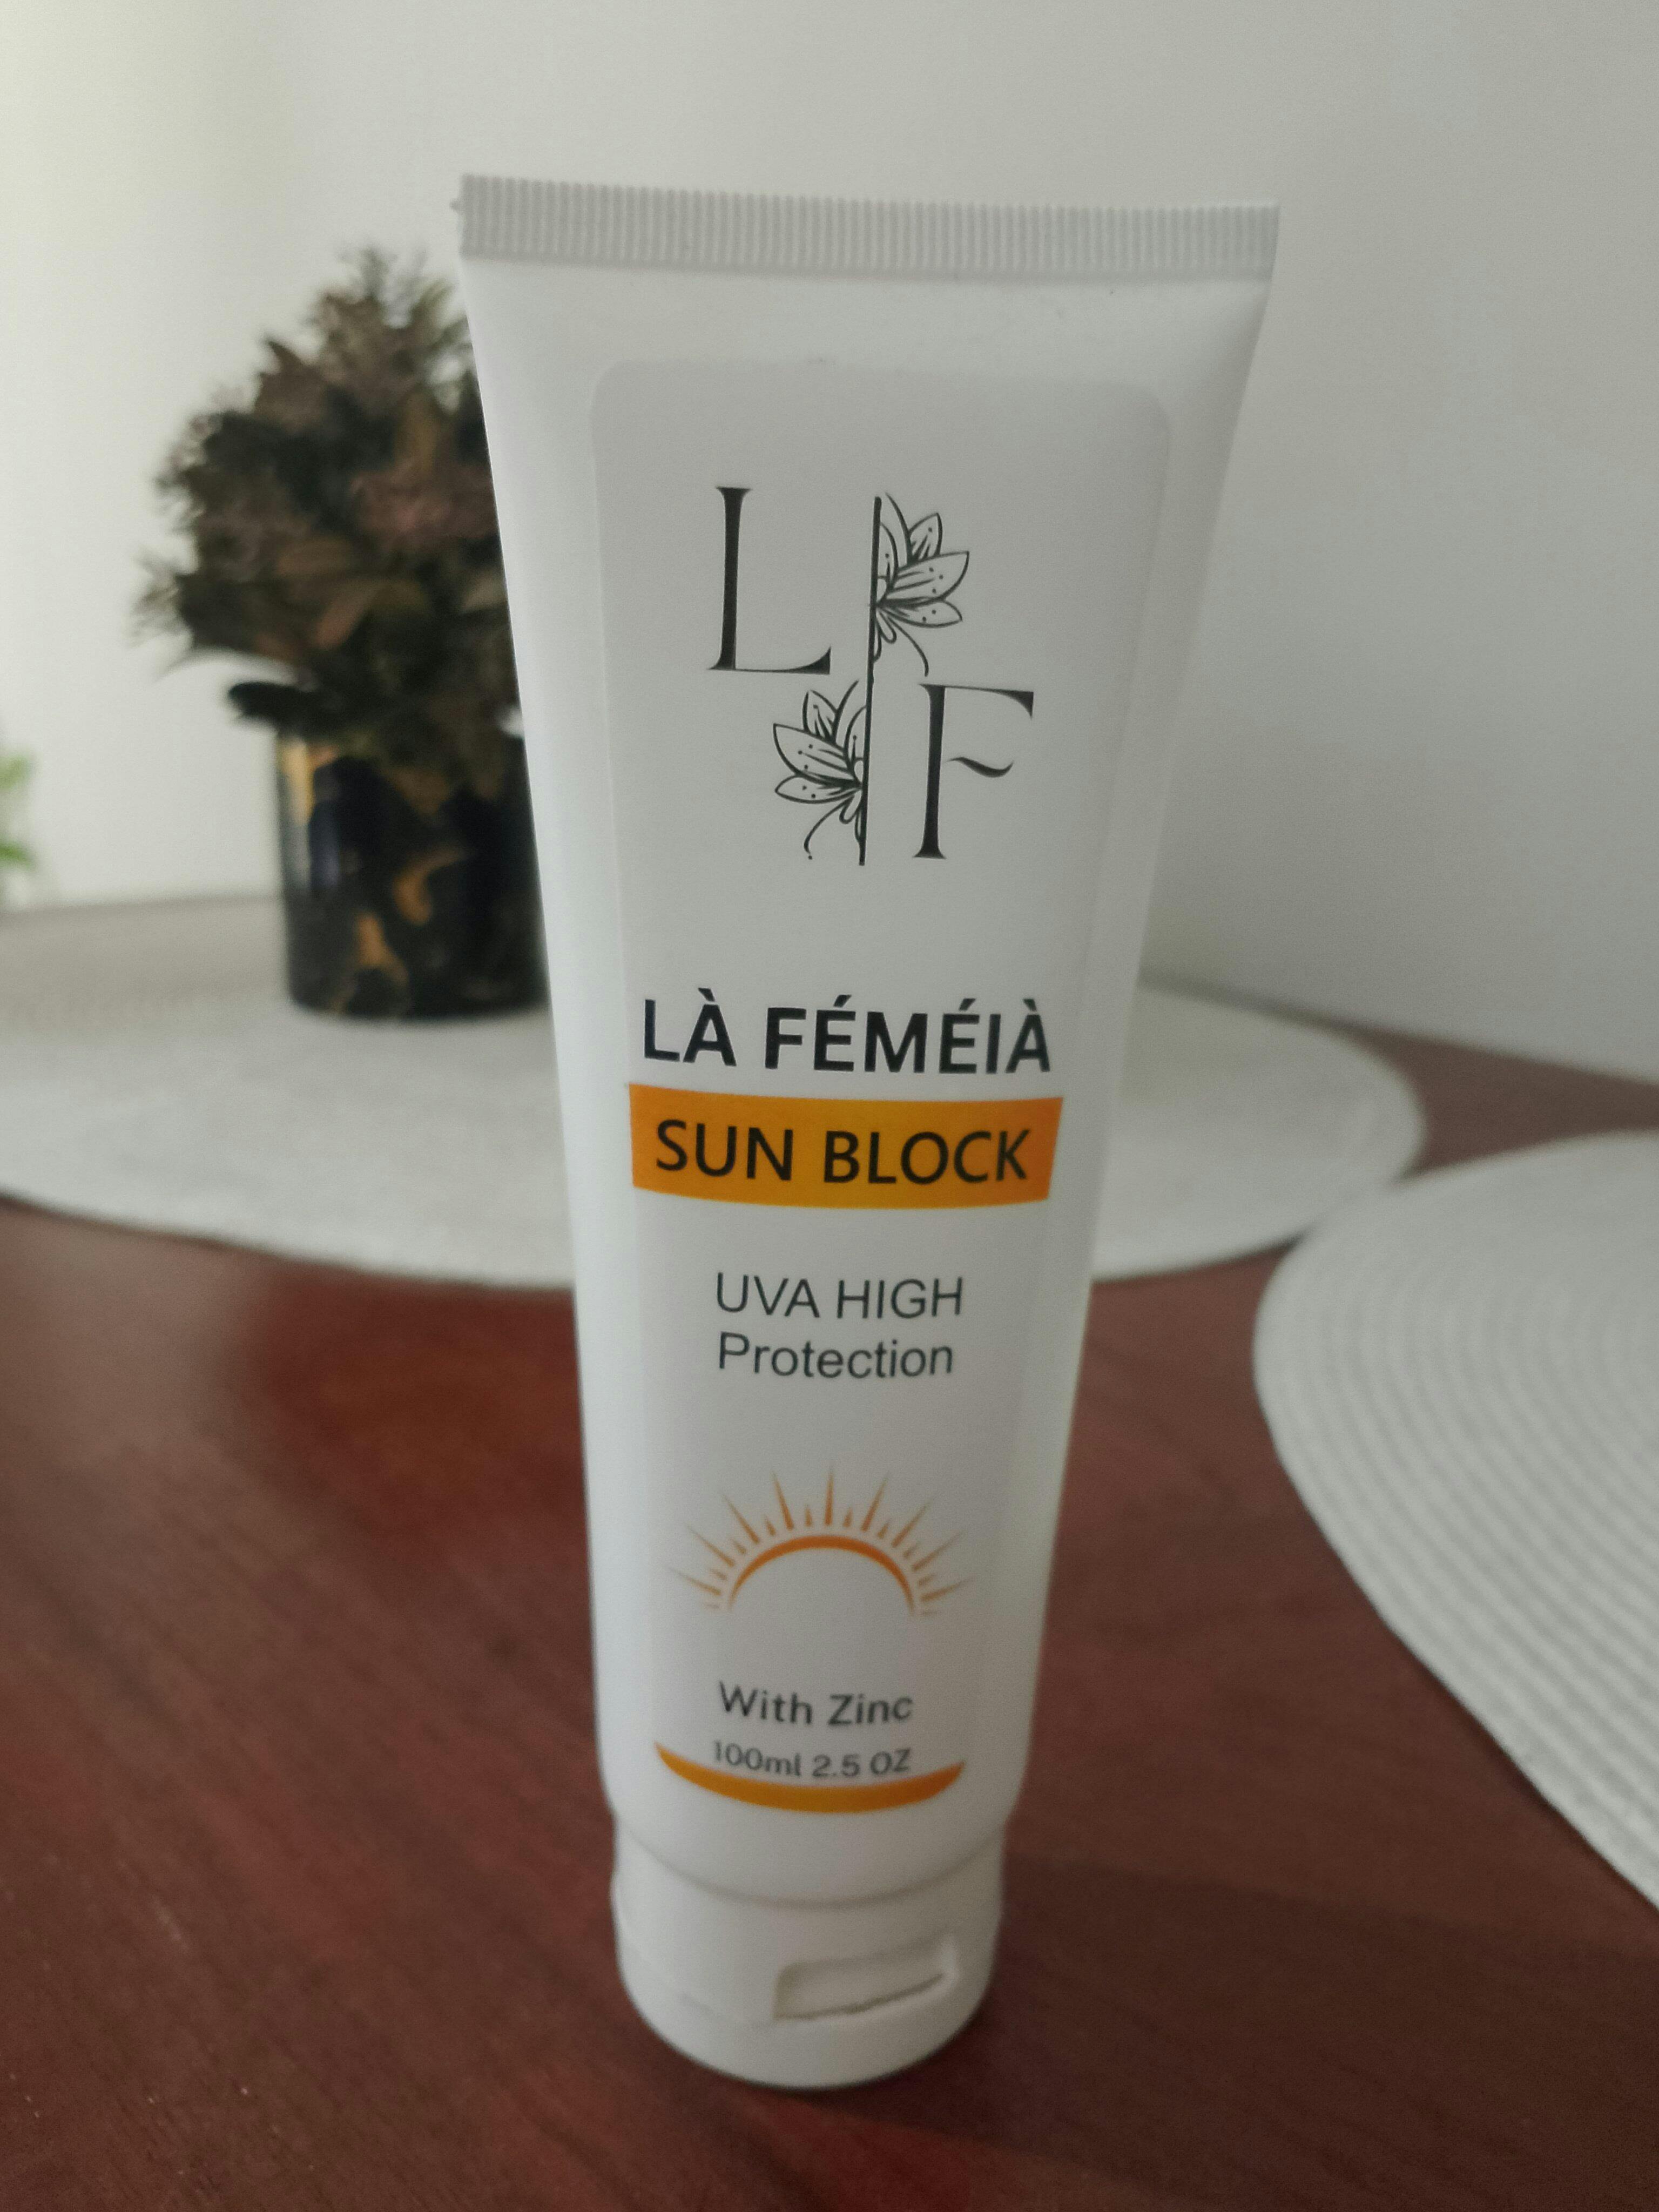 L
F
LÀ FÉMÉIÀ
SUN BLOCK
UVA HIGH
Protection
With Zinc
100ml 2.5 OZ